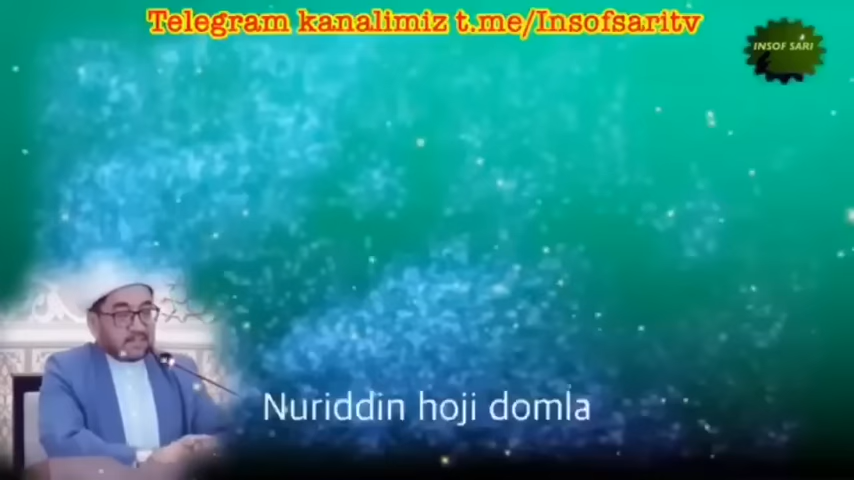 Telegram kanalimiz t.me/Insofsaritv
INSOF SARI
Nuriddin hoji domla